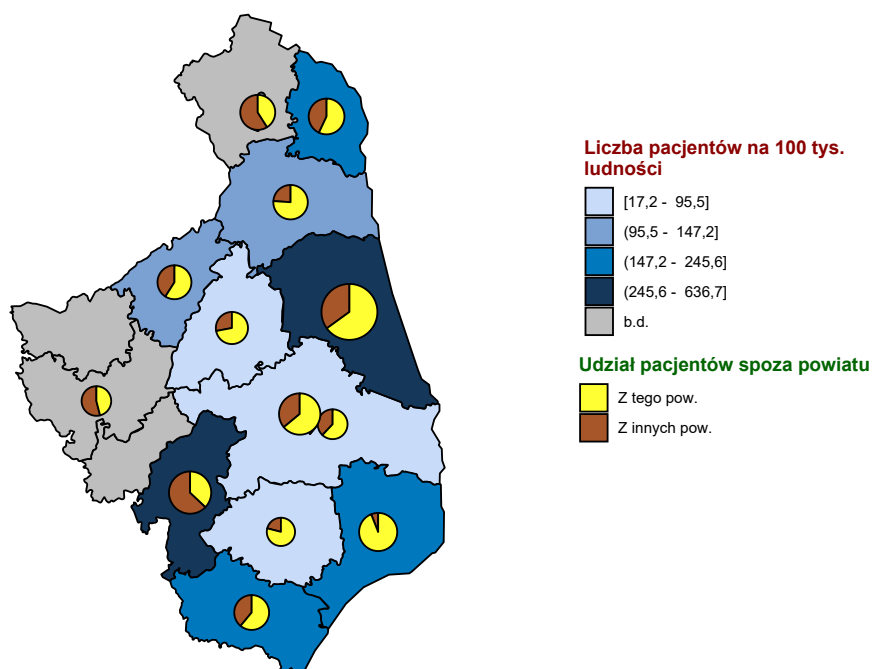 Liczba pacjentów na 100 tys.
ludności
[17,2 - 95,5]
(95,5 - 147,2]
(147,2 - 245,6]
(245,6 - 636,7]
b.d.
Udział pacjentów spoza powiatu
Z tego pow.
Z innych pow.